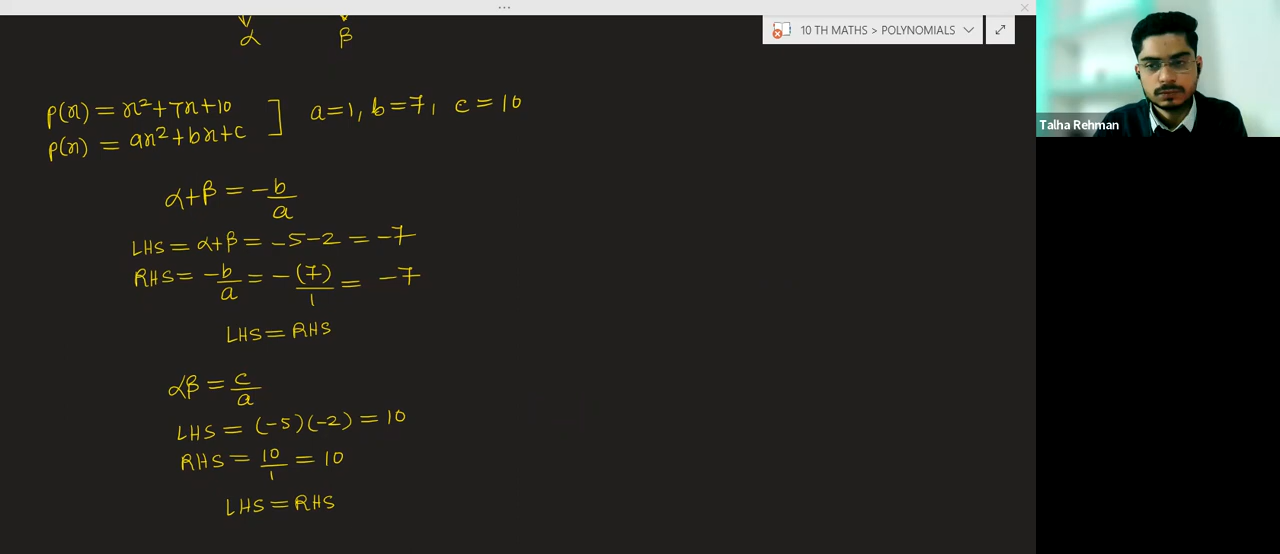 ...
α β
10 TH MATHS > POLYNOMIALS
Talha Rehman
p(x) = x²+7x+10 ] a=1, b=7, c=10
p(x) = ax²+bx+c
α+β = -b/a
LHS = α+β = -5-2 = -7
RHS = -b/a = -(7)/1 = -7
LHS = RHS
αβ = c/a
LHS = (-5)(-2) = 10
RHS = 10/1 = 10
LHS = RHS